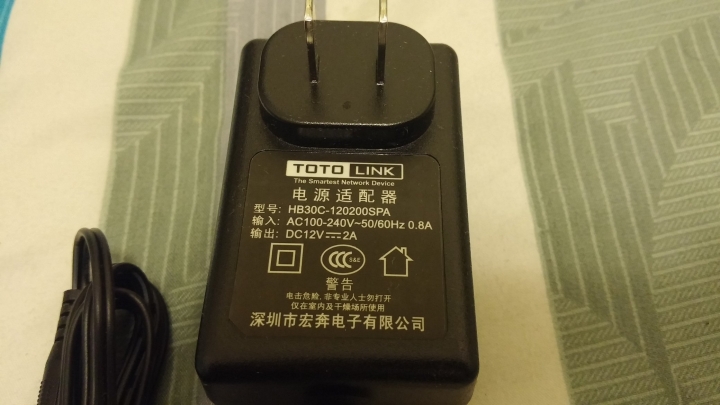 TOTO LINK
The Smartest Network Device
电源适配器
型号: HB30C-120200SPA
输入: AC100-240V~50/60Hz 0.8A
输出: DC12V⎓2A
CCC S&E
警告
电击危险, 非专业人士勿打开
仅在室内及干燥场所使用
深圳市宏奔电子有限公司